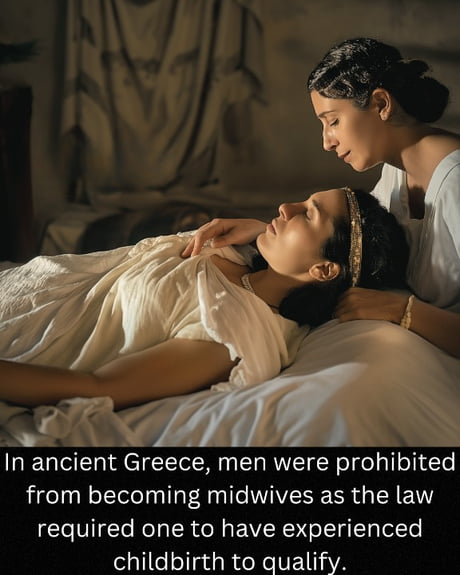 In ancient Greece, men were prohibited
from becoming midwives as the law
required one to have experienced
childbirth to qualify.